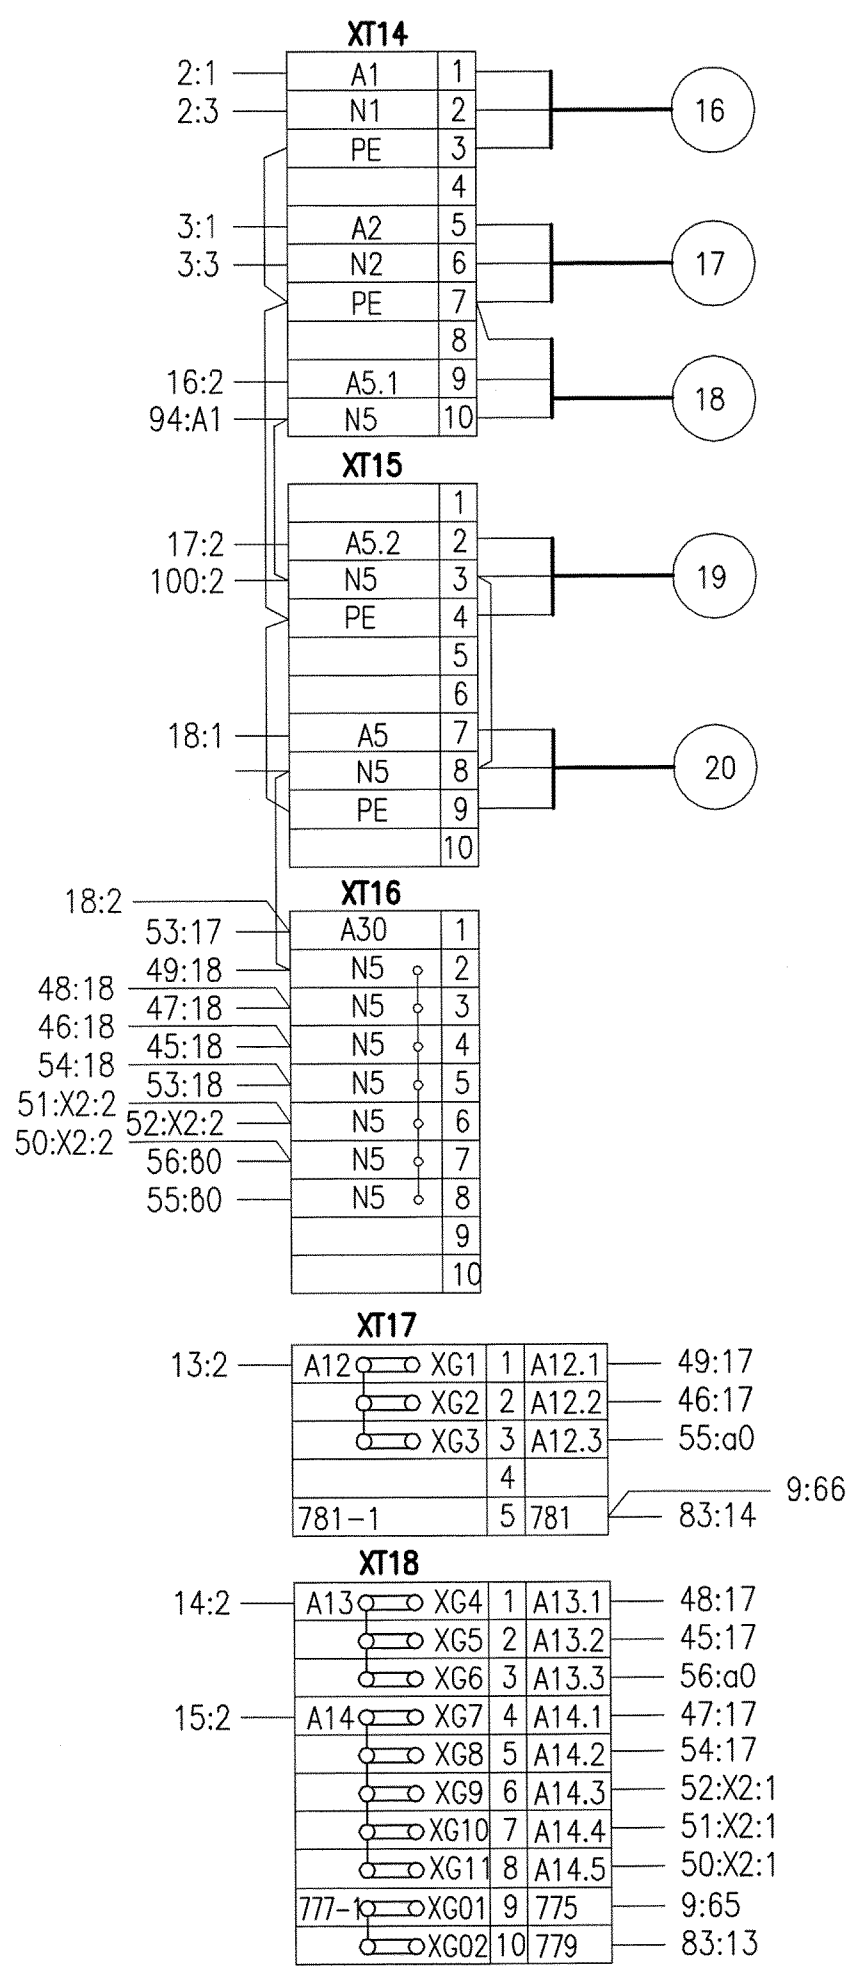 XT14
2:1 A1 1
2:3 N1 2 16
PE 3
4
3:1 A2 5
3:3 N2 6 17
PE 7
8
16:2 A5.1 9 18
94:A1 N5 10
XT15
1
17:2 A5.2 2
100:2 N5 3 19
PE 4
5
6
18:1 A5 7
N5 8 20
PE 9
10
XT16
18:2
53:17 A30 1
49:18 N5 2
48:18
47:18 N5 3
46:18
45:18 N5 4
54:18
53:18 N5 5
51:X2:2
52:X2:2 N5 6
50:X2:2
56:в0 N5 7
55:в0 N5 8
9
10
XT17
13:2 A12 XG1 1 A12.1 49:17
XG2 2 A12.2 46:17
XG3 3 A12.3 55:a0
4
9:66
781-1 5 781 83:14
XT18
14:2 A13 XG4 1 A13.1 48:17
XG5 2 A13.2 45:17
XG6 3 A13.3 56:a0
15:2 A14 XG7 4 A14.1 47:17
XG8 5 A14.2 54:17
XG9 6 A14.3 52:X2:1
XG10 7 A14.4 51:X2:1
XG11 8 A14.5 50:X2:1
777-1 XG01 9 775 9:65
XG02 10 779 83:13